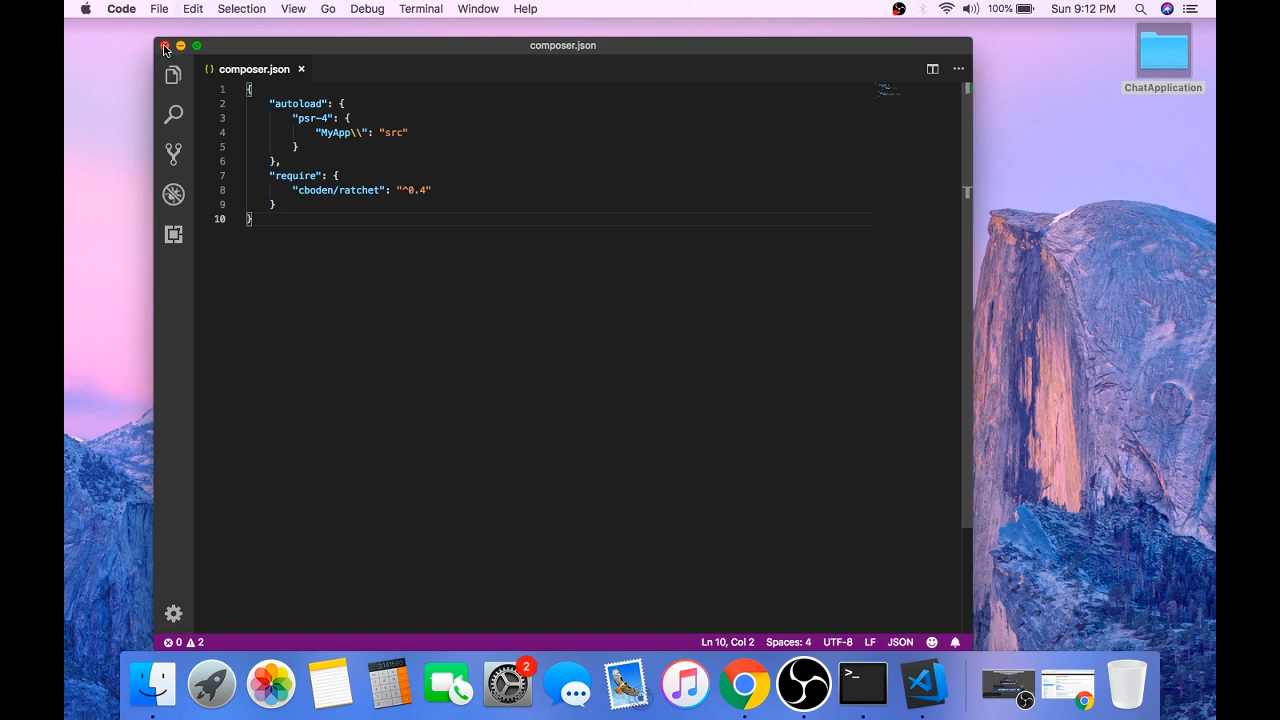 Code File Edit Selection View Go Debug Terminal Window Help 100% Sun 9:12 PM
composer.json
{} composer.json ×
ChatApplication
1 {
2 "autoload": {
3 "psr-4": {
4 "MyApp\\": "src"
5 }
6 },
7 "require": {
8 "cboden/ratchet": "^0.4"
9 }
10 }
0 2 Ln 10, Col 2 Spaces: 4 UTF-8 LF JSON
2
>_